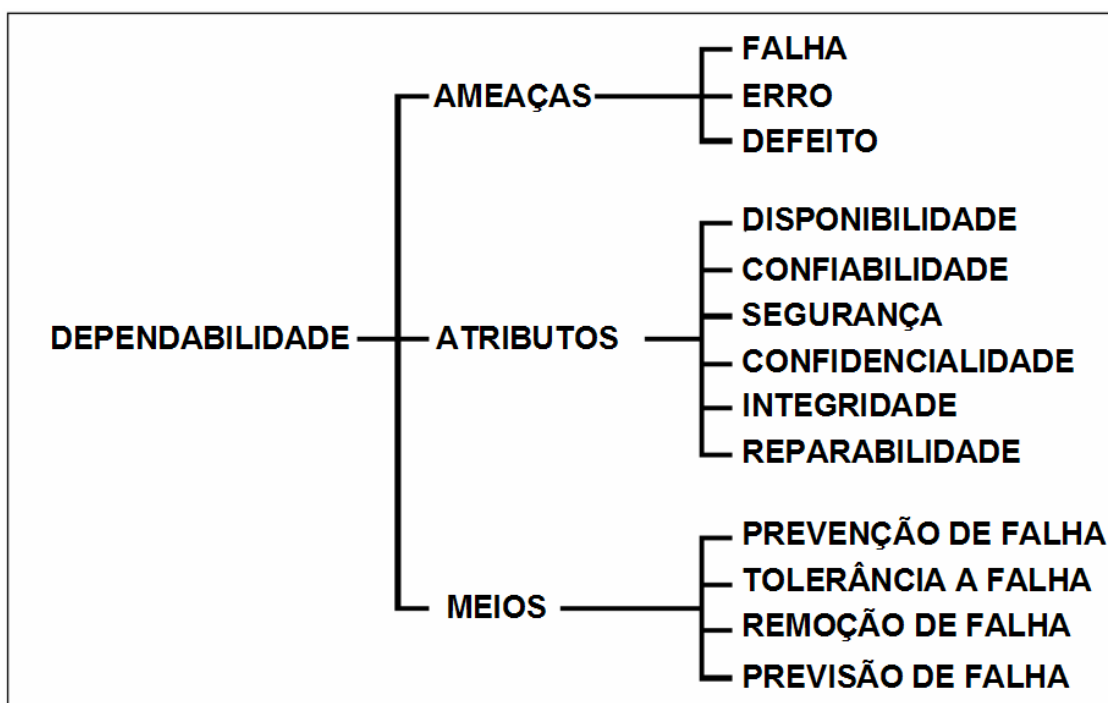 DEPENDABILIDADE
AMEAÇAS
FALHA
ERRO
DEFEITO
ATRIBUTOS
DISPONIBILIDADE
CONFIABILIDADE
SEGURANÇA
CONFIDENCIALIDADE
INTEGRIDADE
REPARABILIDADE
MEIOS
PREVENÇÃO DE FALHA
TOLERÂNCIA A FALHA
REMOÇÃO DE FALHA
PREVISÃO DE FALHA